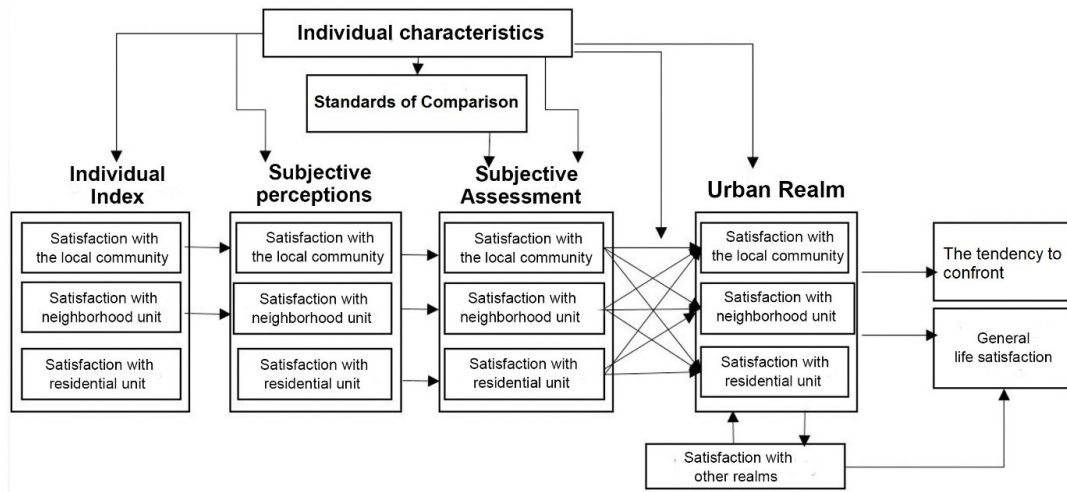 Individual characteristics
Standards of Comparison
Individual
Index
Subjective
perceptions
Subjective
Assessment
Urban Realm
Satisfaction with
the local community
Satisfaction with
neighborhood unit
Satisfaction with
residential unit
Satisfaction with
the local community
Satisfaction with
neighborhood unit
Satisfaction with
residential unit
Satisfaction with
the local community
Satisfaction with
neighborhood unit
Satisfaction with
residential unit
Satisfaction with
the local community
Satisfaction with
neighborhood unit
Satisfaction with
residential unit
The tendency to
confront
General
life satisfaction
Satisfaction with
other realms